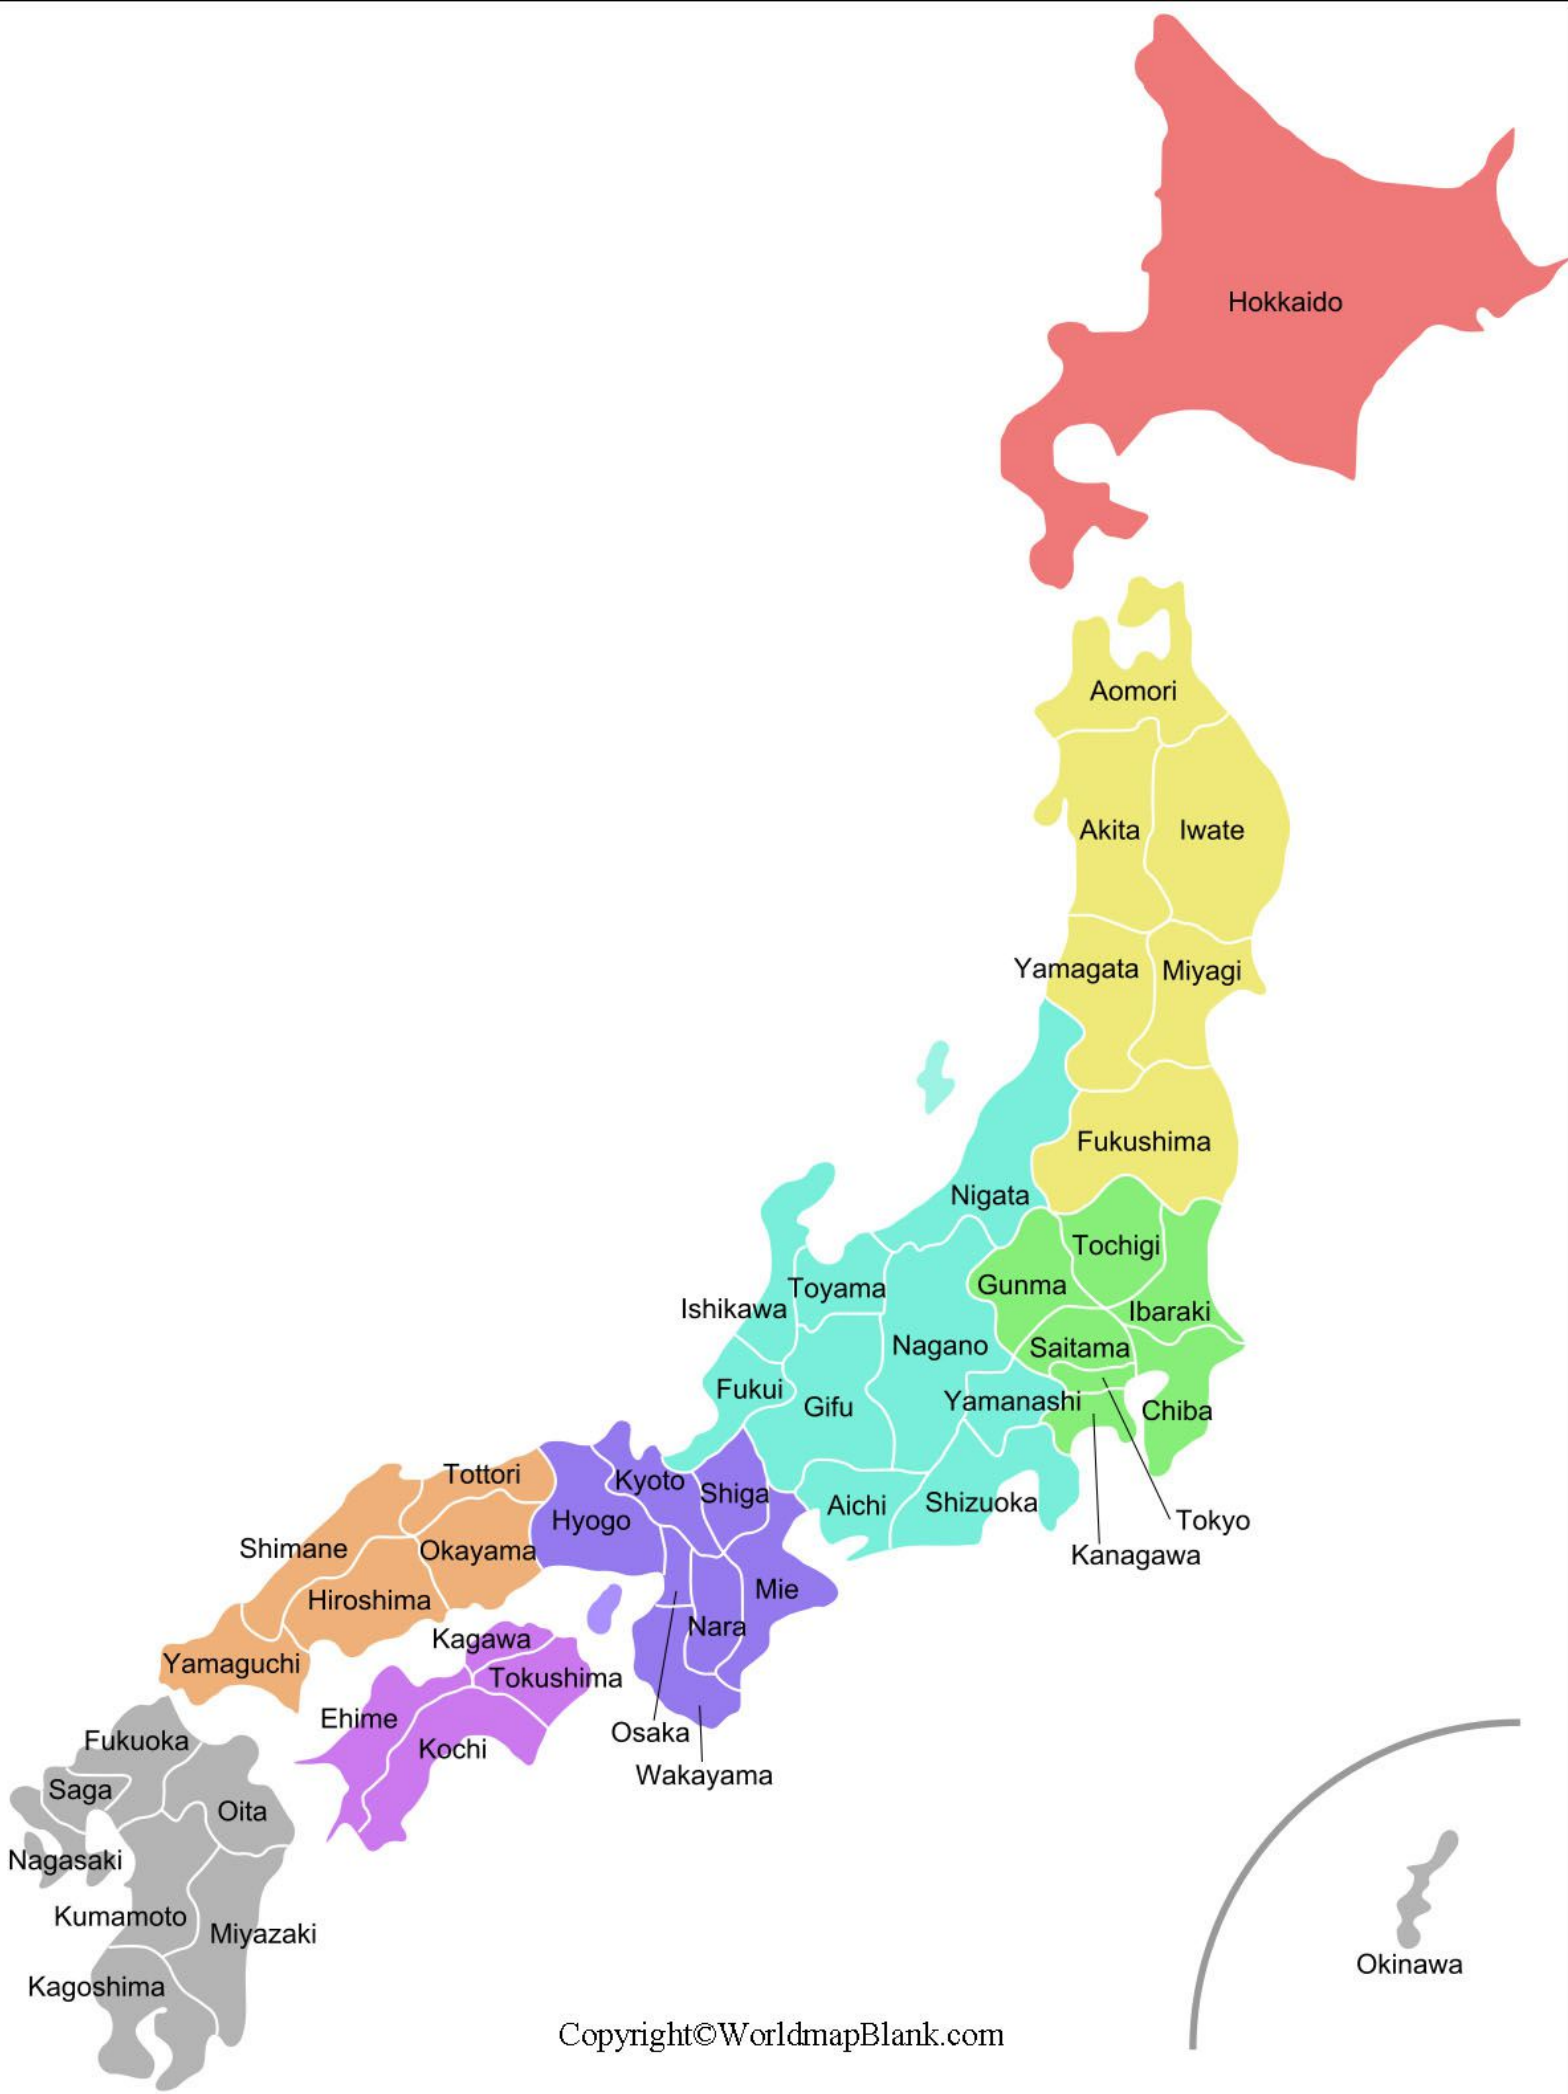 Hokkaido
Aomori
Akita
Iwate
Yamagata
Miyagi
Fukushima
Nigata
Tochigi
Gunma
Toyama
Ishikawa
Ibaraki
Nagano
Saitama
Fukui
Gifu
Yamanashi
Chiba
Tottori
Kyoto
Shiga
Aichi
Shizuoka
Hyogo
Tokyo
Shimane
Okayama
Kanagawa
Hiroshima
Mie
Nara
Kagawa
Yamaguchi
Tokushima
Ehime
Osaka
Fukuoka
Kochi
Wakayama
Saga
Oita
Nagasaki
Kumamoto
Miyazaki
Okinawa
Kagoshima
Copyright©WorldmapBlank.com